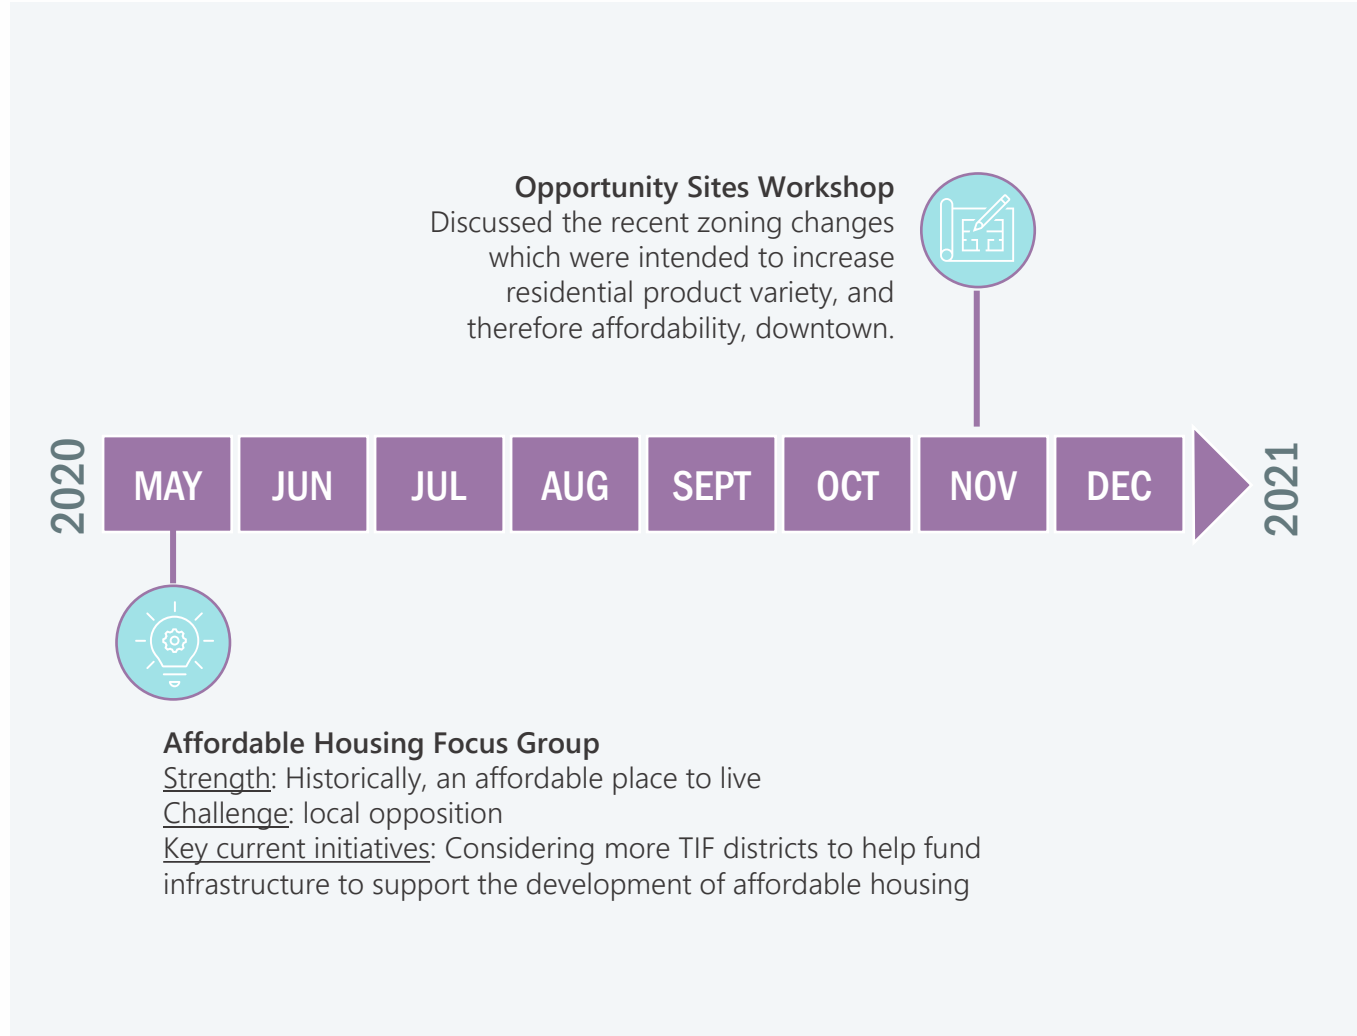 Opportunity Sites Workshop
Discussed the recent zoning changes
which were intended to increase
residential product variety, and
therefore affordability, downtown.
2020
MAY
JUN
JUL
AUG
SEPT
OCT
NOV
DEC
2021
Affordable Housing Focus Group
Strength: Historically, an affordable place to live
Challenge: local opposition
Key current initiatives: Considering more TIF districts to help fund
infrastructure to support the development of affordable housing